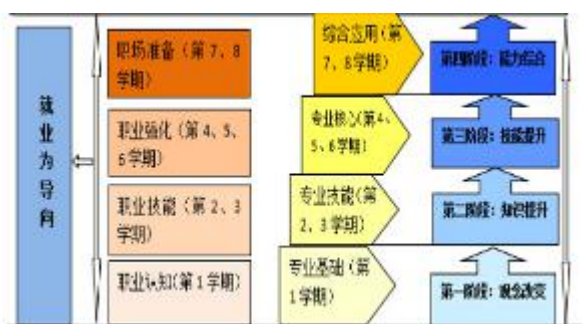 就业为导向
职场准备（第7、8
学期）
职业强化（第4、5、
6学期）
职业技能（第2、3
学期）
职业认知(第1学期)
综合应用(第
7、8学期）
专业核心(第4
、5、6学期）
专业技能(第
2、3学期）
专业基础（第
1学期）
第四阶段：能力综合
第三阶段：技能提升
第二阶段：知识提升
第一阶段：观念改变